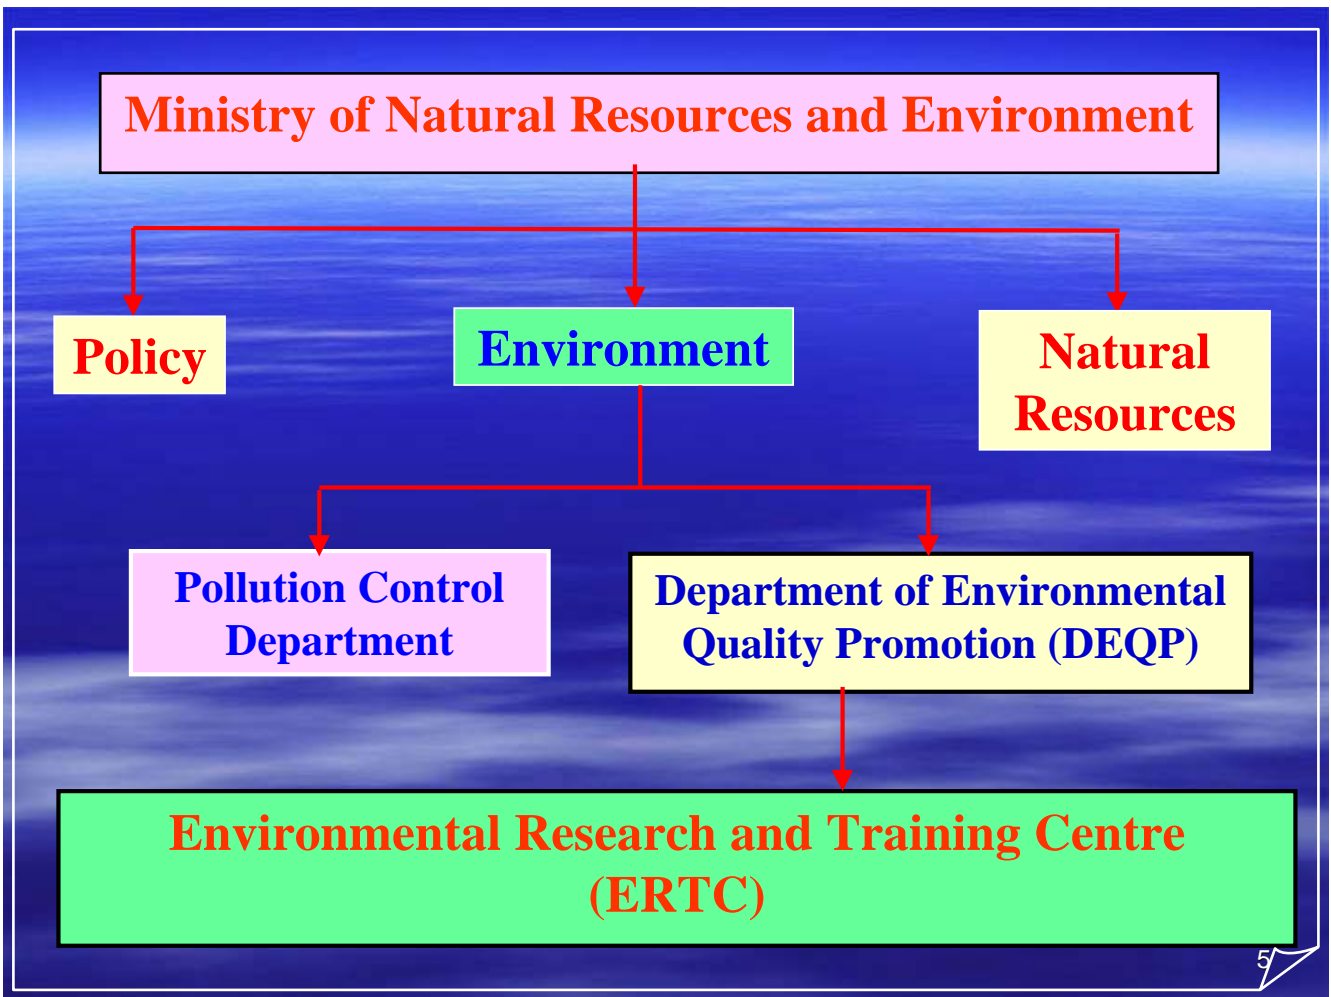 Ministry of Natural Resources and Environment
Policy
Environment
Natural
Resources
Pollution Control
Department
Department of Environmental
Quality Promotion (DEQP)
Environmental Research and Training Centre
(ERTC)
5